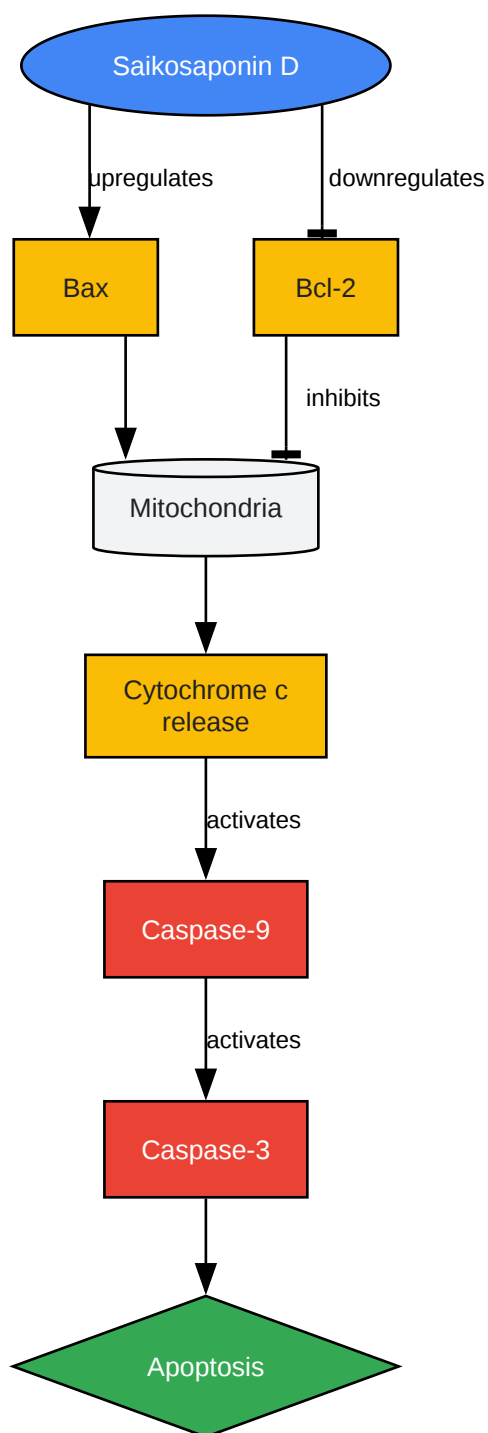 Saikosaponin D
upregulates
downregulates
Bax
Bcl-2
inhibits
Mitochondria
Cytochrome c
release
activates
Caspase-9
activates
Caspase-3
Apoptosis